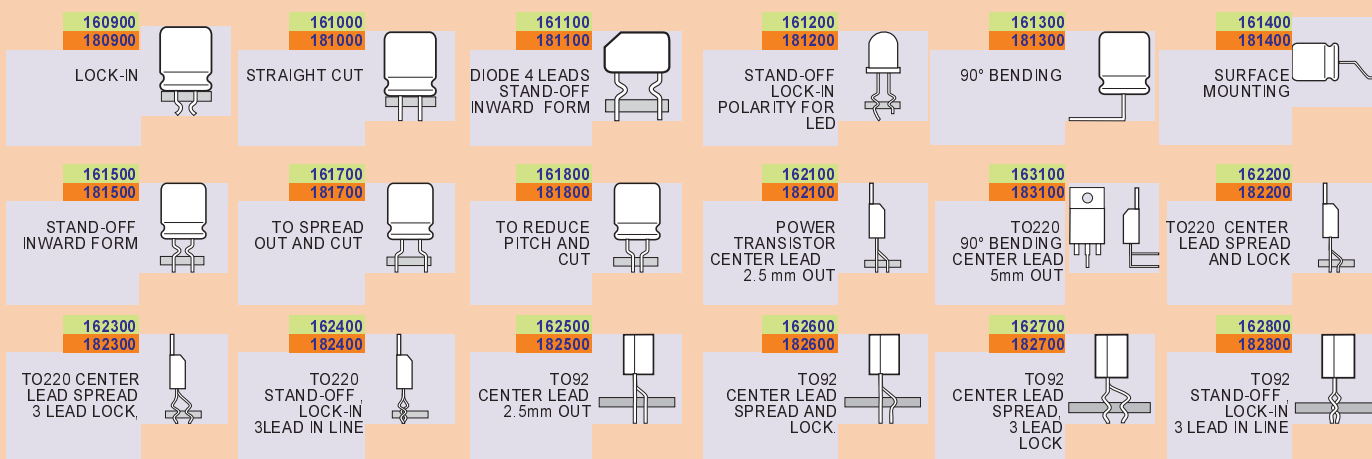 160900
180900
LOCK-IN
161000
181000
STRAIGHT CUT
161100
181100
DIODE 4 LEADS
STAND-OFF
INWARD FORM
161200
181200
STAND-OFF
LOCK-IN
POLARITY FOR
LED
161300
181300
90° BENDING
161400
181400
SURFACE
MOUNTING
161500
181500
STAND-OFF
INWARD FORM
161700
181700
TO SPREAD
OUT AND CUT
161800
181800
TO REDUCE
PITCH AND
CUT
162100
182100
POWER
TRANSISTOR
CENTER LEAD
2.5 mm OUT
163100
183100
TO220
90° BENDING
CENTER LEAD
5mm OUT
162200
182200
TO220 CENTER
LEAD SPREAD
AND LOCK
162300
182300
TO220 CENTER
LEAD SPREAD
3 LEAD LOCK,
162400
182400
TO220
STAND-OFF,
LOCK-IN
3LEAD IN LINE
162500
182500
TO92
CENTER LEAD
2.5mm OUT
162600
182600
TO92
CENTER LEAD
SPREAD AND
LOCK.
162700
182700
TO92
CENTER LEAD
SPREAD,
3 LEAD
LOCK
162800
182800
TO92
STAND-OFF,
LOCK-IN
3 LEAD IN LINE